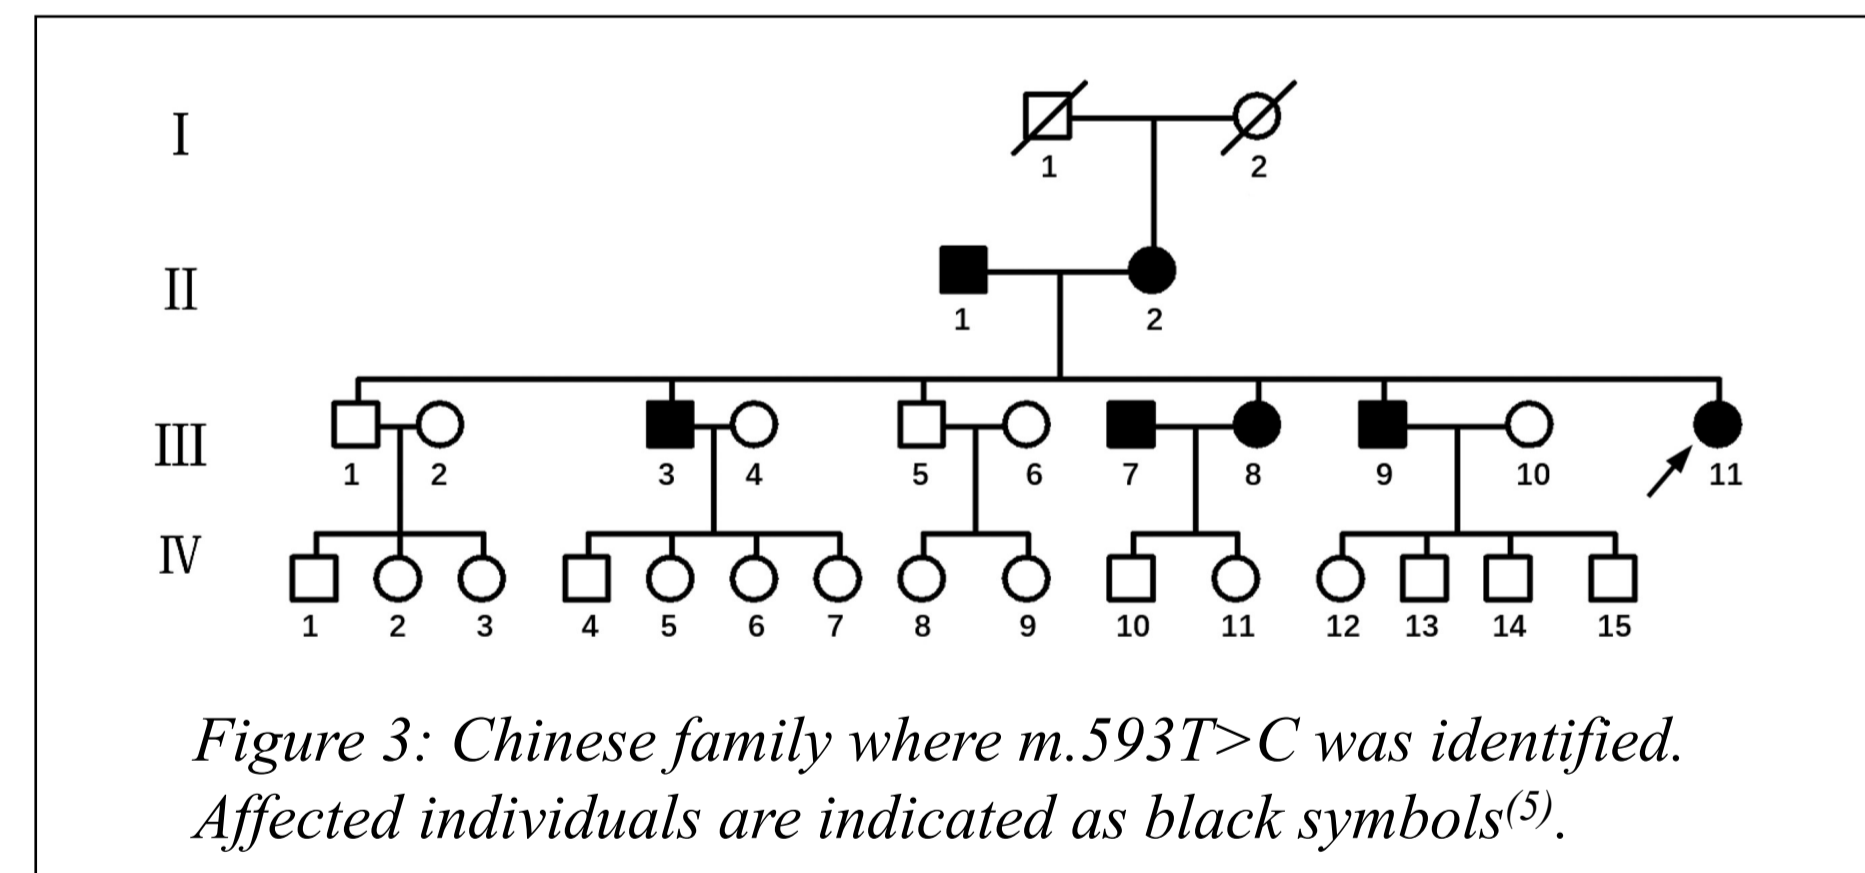 I
1 2
II
1 2
III
1 2 3 4 5 6 7 8 9 10 11
IV
1 2 3 4 5 6 7 8 9 10 11 12 13 14 15
Figure 3: Chinese family where m.593T>C was identified.
Affected individuals are indicated as black symbols(5).